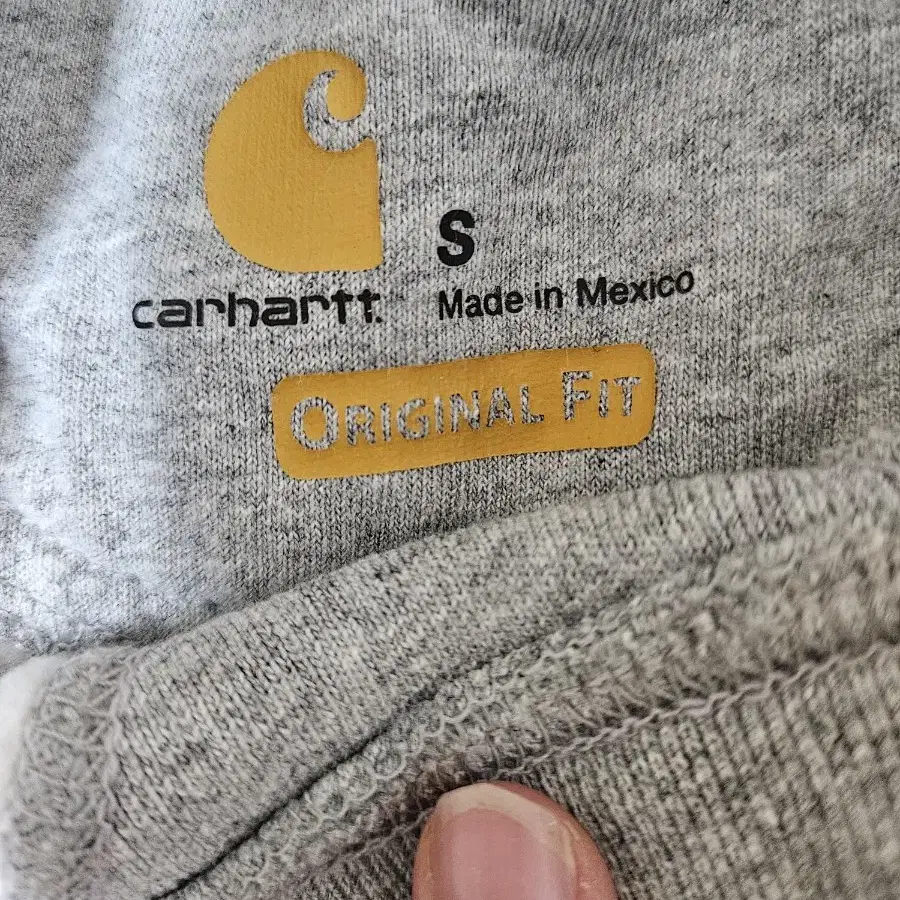 S
carhartt.
Made in Mexico
ORIGINAL FIT